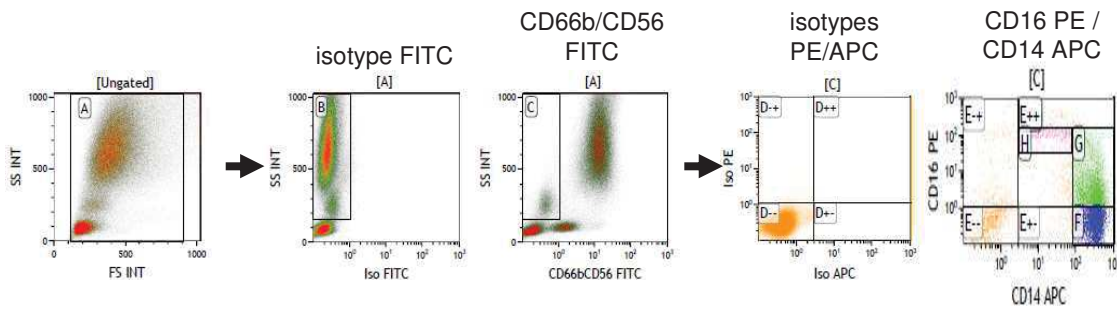 isotype FITC
CD66b/CD56
FITC
isotypes
PE/APC
CD16 PE /
CD14 APC
[Ungated]
A
1000
500
0
SS INT
0
500
1000
FS INT
[A]
B
1000
500
0
SS INT
10⁰
10¹
10²
10³
Iso FITC
[A]
C
1000
500
0
SS INT
10⁰
10¹
10²
10³
CD66bCD56 FITC
[C]
D-+
D++
D--
D+-
10³
10²
10¹
10⁰
Iso PE
10⁰
10¹
10²
10³
Iso APC
[C]
E-+
E++
H
G
E--
E+-
F
10³
10²
10¹
10⁰
CD16 PE
10⁰
10¹
10²
10³
CD14 APC